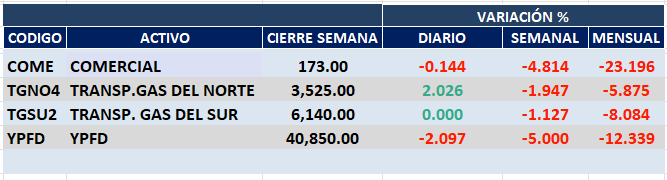 VARIACIÓN %
CODIGO ACTIVO CIERRE SEMANA DIARIO SEMANAL MENSUAL
COME COMERCIAL 173.00 -0.144 -4.814 -23.196
TGNO4 TRANSP.GAS DEL NORTE 3,525.00 2.026 -1.947 -5.875
TGSU2 TRANSP. GAS DEL SUR 6,140.00 0.000 -1.127 -8.084
YPFD YPFD 40,850.00 -2.097 -5.000 -12.339